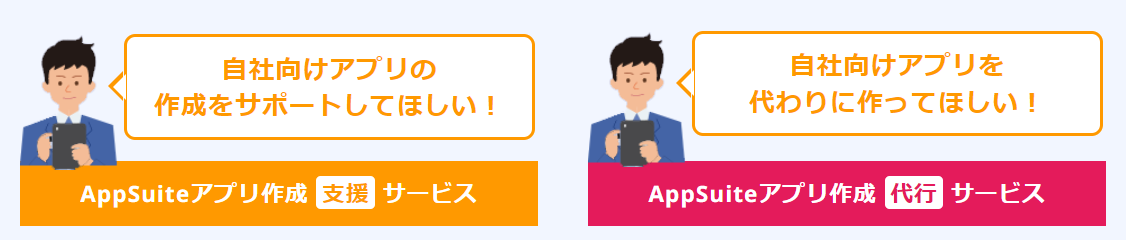 自社向けアプリの
作成をサポートしてほしい！
AppSuiteアプリ作成 支援 サービス
自社向けアプリを
代わりに作ってほしい！
AppSuiteアプリ作成 代行 サービス